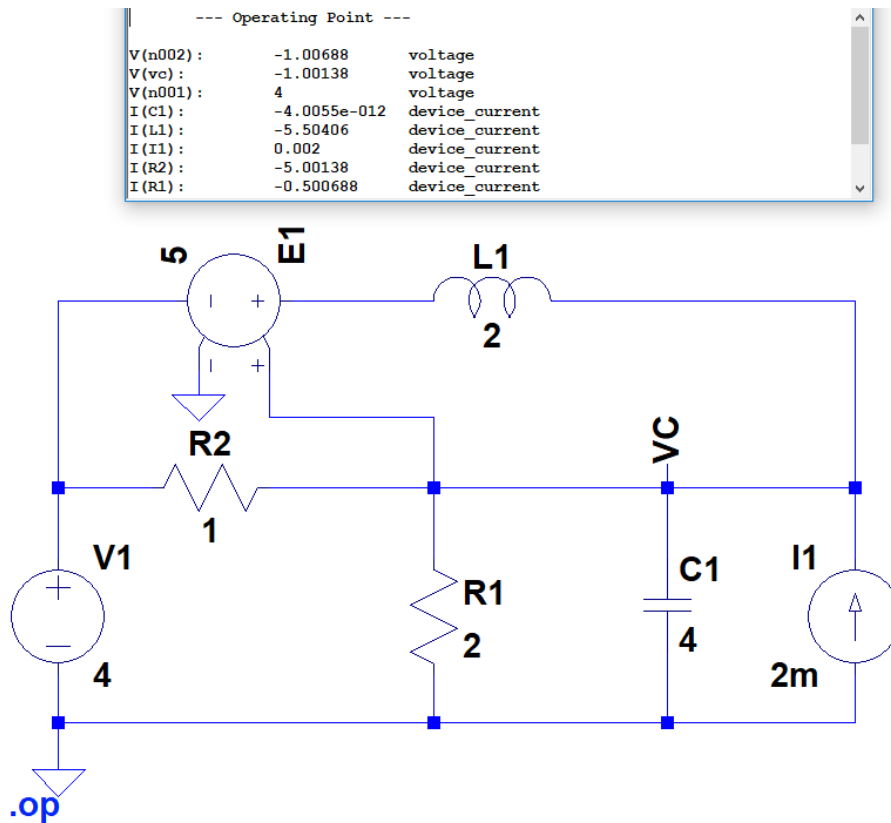 --- Operating Point ---
V(n002): -1.00688 voltage
V(vc): -1.00138 voltage
V(n001): 4 voltage
I(C1): -4.0055e-012 device_current
I(L1): -5.50406 device_current
I(I1): 0.002 device_current
I(R2): -5.00138 device_current
I(R1): -0.500688 device_current
5
E1
L1
2
R2
1
VC
V1
4
R1
2
C1
4
I1
2m
.op